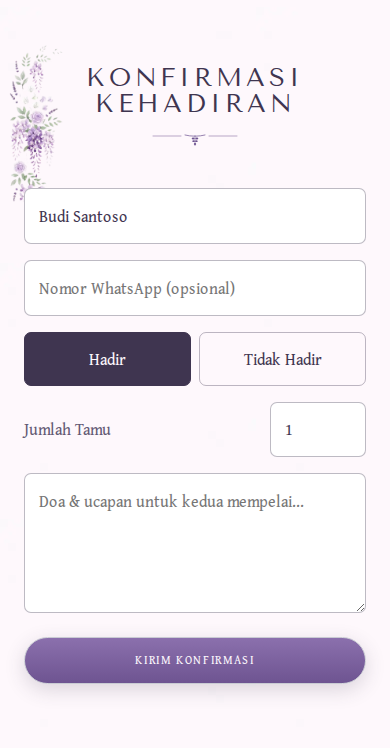 KONFIRMASI
KEHADIRAN
Budi Santoso
Nomor WhatsApp (opsional)
Hadir
Tidak Hadir
Jumlah Tamu
1
Doa & ucapan untuk kedua mempelai...
KIRIM KONFIRMASI